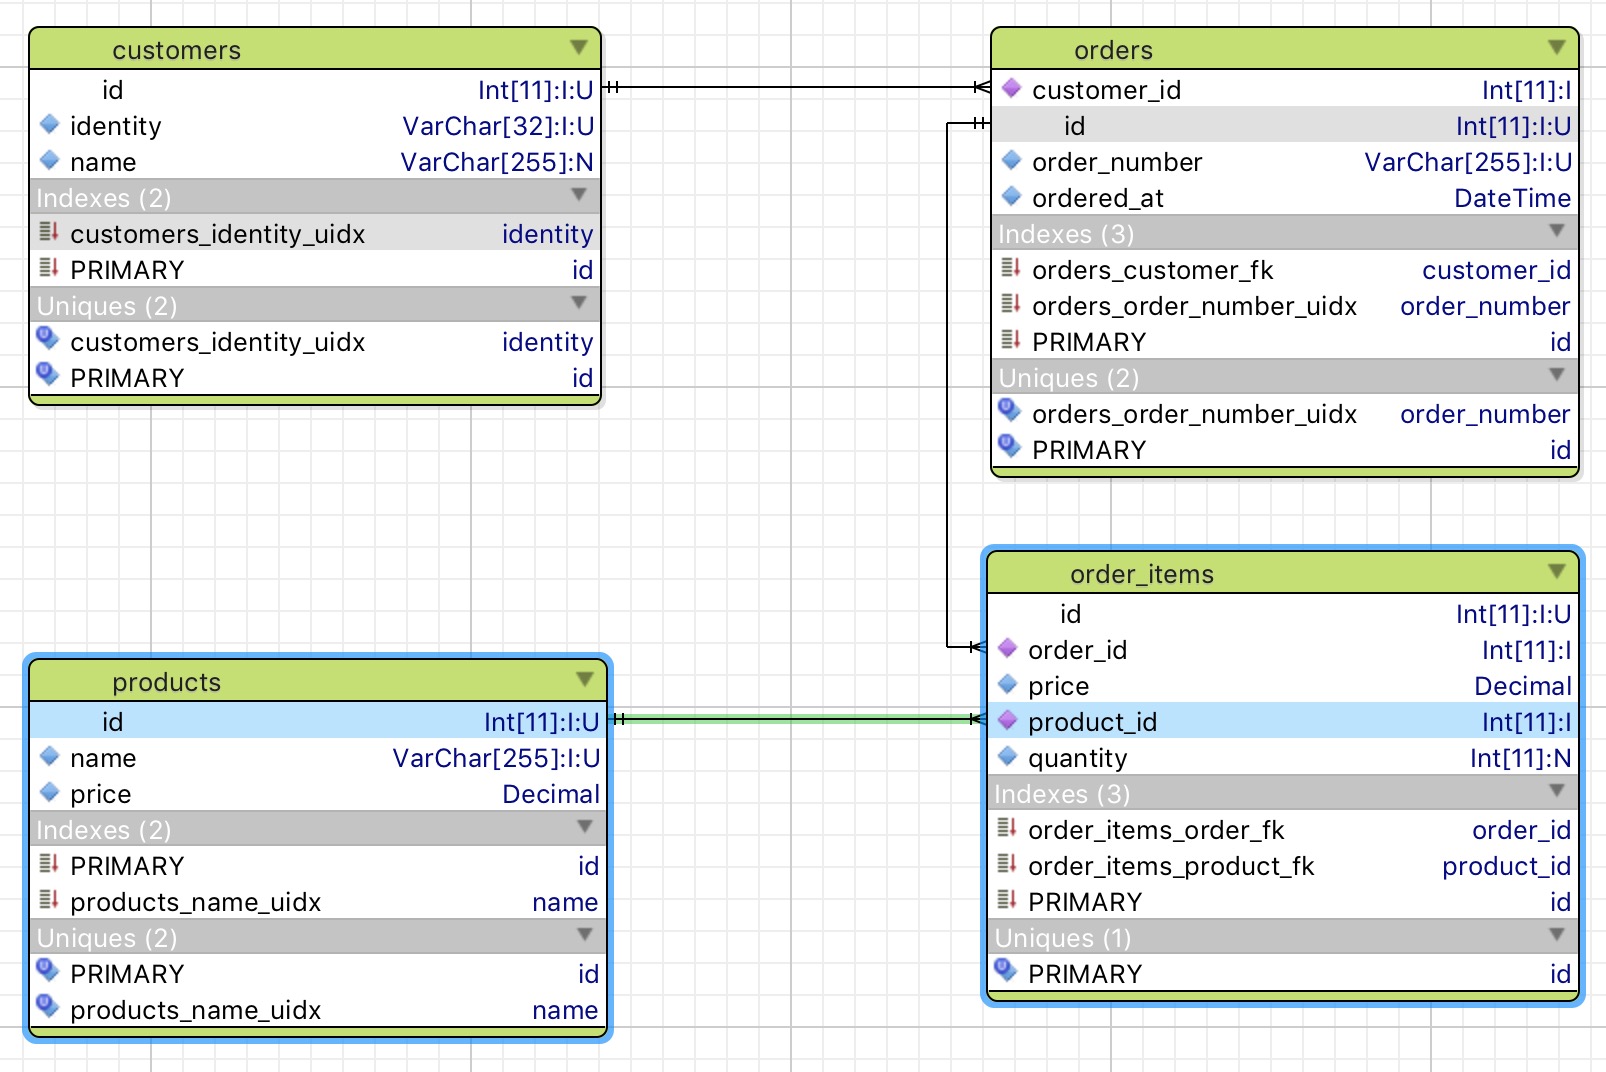 customers
id Int[11]:I:U
identity VarChar[32]:I:U
name VarChar[255]:N
Indexes (2)
customers_identity_uidx identity
PRIMARY id
Uniques (2)
customers_identity_uidx identity
PRIMARY id
orders
customer_id Int[11]:I
id Int[11]:I:U
order_number VarChar[255]:I:U
ordered_at DateTime
Indexes (3)
orders_customer_fk customer_id
orders_order_number_uidx order_number
PRIMARY id
Uniques (2)
orders_order_number_uidx order_number
PRIMARY id
products
id Int[11]:I:U
name VarChar[255]:I:U
price Decimal
Indexes (2)
PRIMARY id
products_name_uidx name
Uniques (2)
PRIMARY id
products_name_uidx name
order_items
id Int[11]:I:U
order_id Int[11]:I
price Decimal
product_id Int[11]:I
quantity Int[11]:N
Indexes (3)
order_items_order_fk order_id
order_items_product_fk product_id
PRIMARY id
Uniques (1)
PRIMARY id